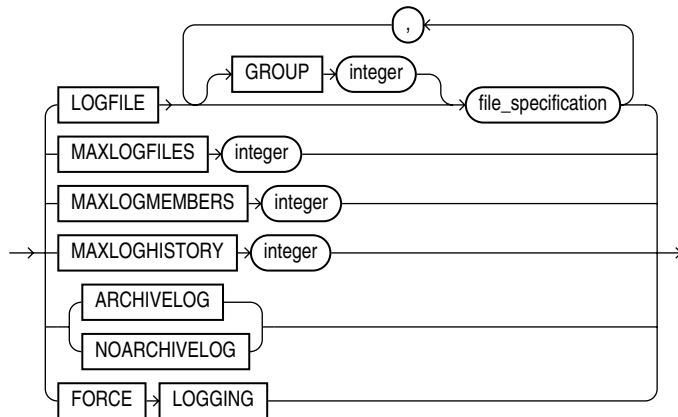 ,
GROUP integer
LOGFILE file_specification
MAXLOGFILES integer
MAXLOGMEMBERS integer
MAXLOGHISTORY integer
ARCHIVELOG
NOARCHIVELOG
FORCE LOGGING